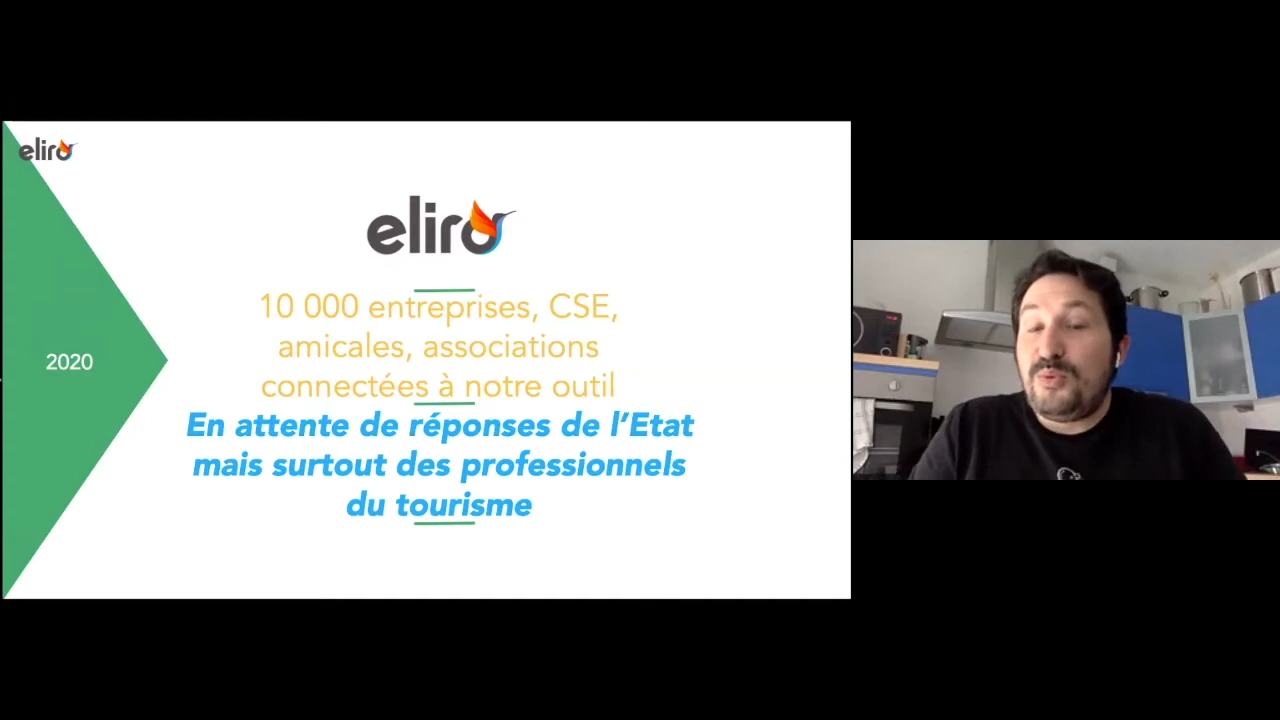 eliro
eliro
10 000 entreprises, CSE,
amicales, associations
connectées à notre outil
2020
En attente de réponses de l'Etat
mais surtout des professionnels
du tourisme